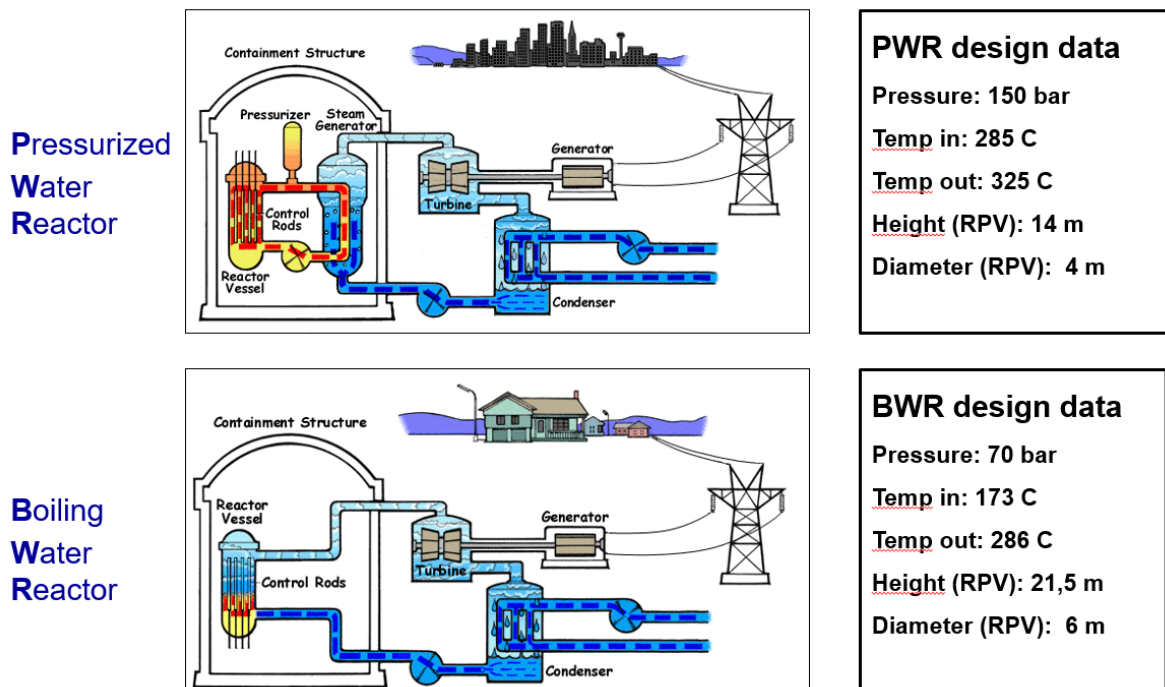 Pressurized
Water
Reactor
Containment Structure
Pressurizer
Steam
Generator
Control
Rods
Reactor
Vessel
Turbine
Generator
Condenser
PWR design data
Pressure: 150 bar
Temp in: 285 C
Temp out: 325 C
Height (RPV): 14 m
Diameter (RPV): 4 m
Boiling
Water
Reactor
Containment Structure
Reactor
Vessel
Control Rods
Turbine
Generator
Condenser
BWR design data
Pressure: 70 bar
Temp in: 173 C
Temp out: 286 C
Height (RPV): 21,5 m
Diameter (RPV): 6 m